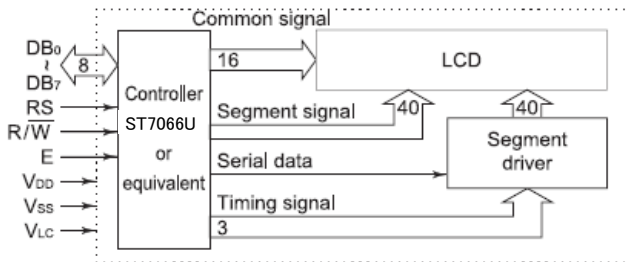 Common signal
DB₀
~
DB₇
8
RS
R/W̅
E
VDD
VSS
VLC
Controller
ST7066U
or
equivalent
16
LCD
Segment signal
40
40
Serial data
Segment
driver
Timing signal
3